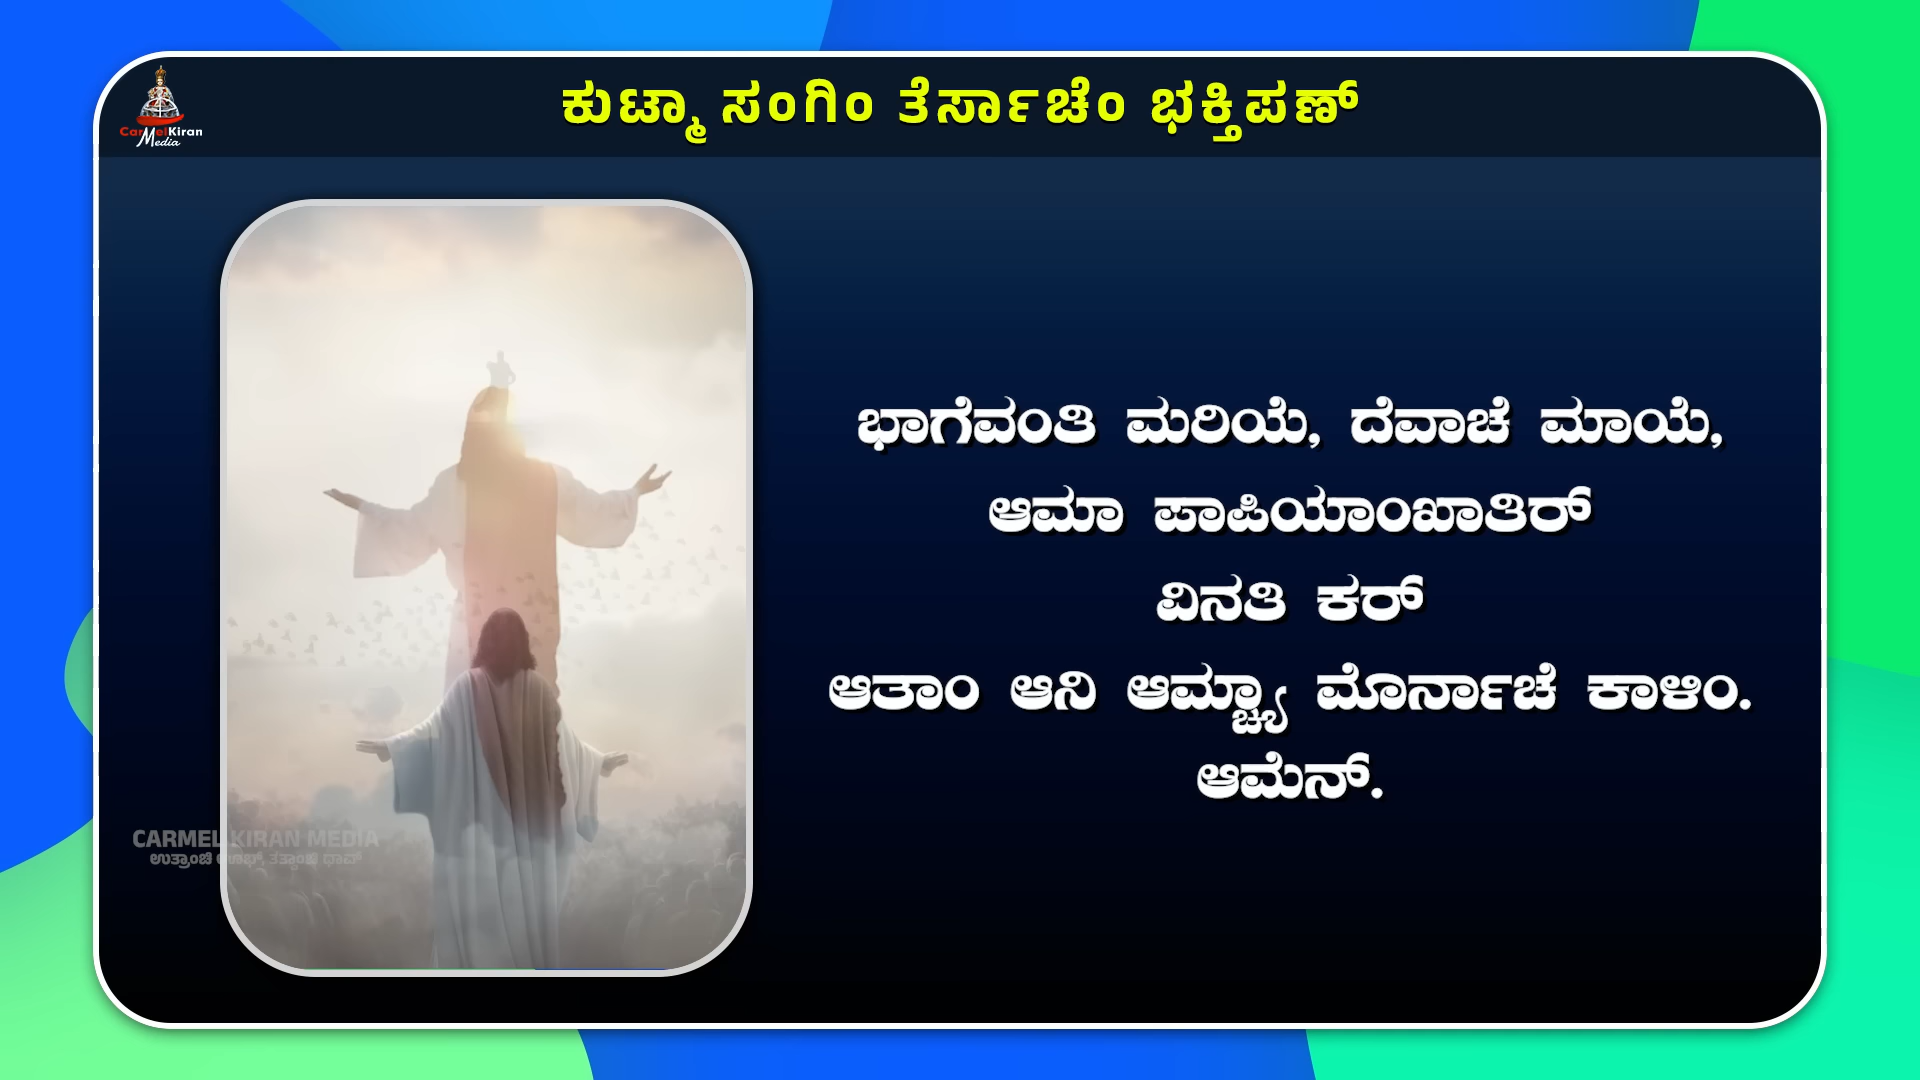 ಕುಟ್ಮಾ ಸಂಗಿಂ ತೆರ್ಸಾಚೆಂ ಭಕ್ತಿಪಣ್
CarmelKiran
Media
ಭಾಗೆವಂತಿ ಮರಿಯೆ, ದೆವಾಚೆ ಮಾಯೆ,
ಆಮಾ ಪಾಪಿಯಾಂಖಾತಿರ್
ವಿನತಿ ಕರ್
ಆತಾಂ ಆನಿ ಆಮ್ಚ್ಯಾ ಮೊರ್ನಾಚೆ ಕಾಳಿಂ.
ಆಮೆನ್.
CARMEL KIRAN MEDIA